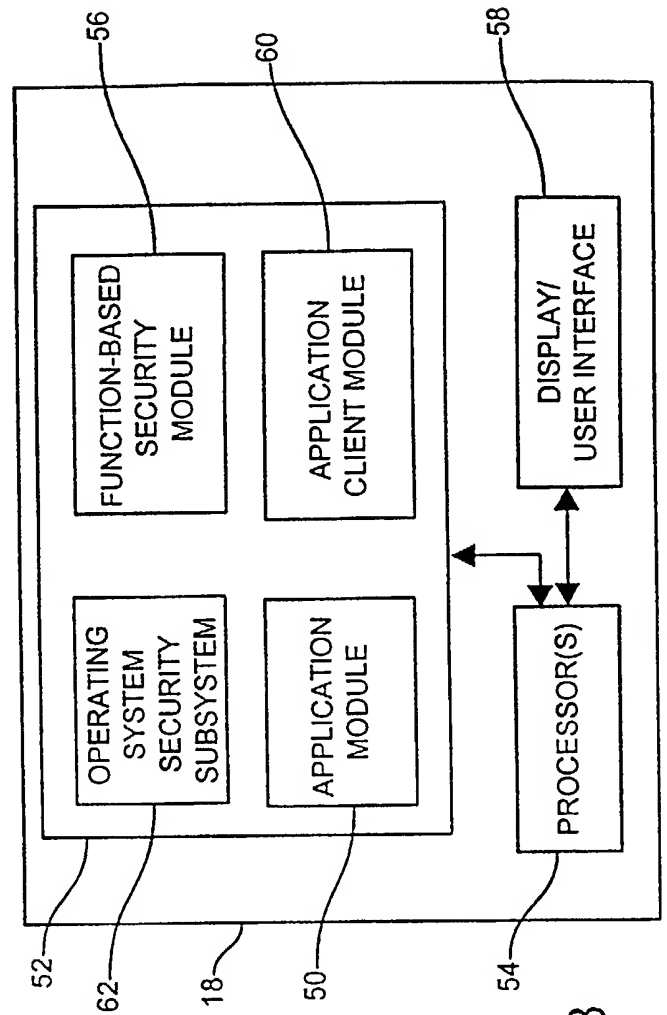 52
62
18
50
54
OPERATING
SYSTEM
SECURITY
SUBSYSTEM
FUNCTION-BASED
SECURITY
MODULE
56
APPLICATION
MODULE
APPLICATION
CLIENT MODULE
60
PROCESSOR(S)
DISPLAY/
USER INTERFACE
58